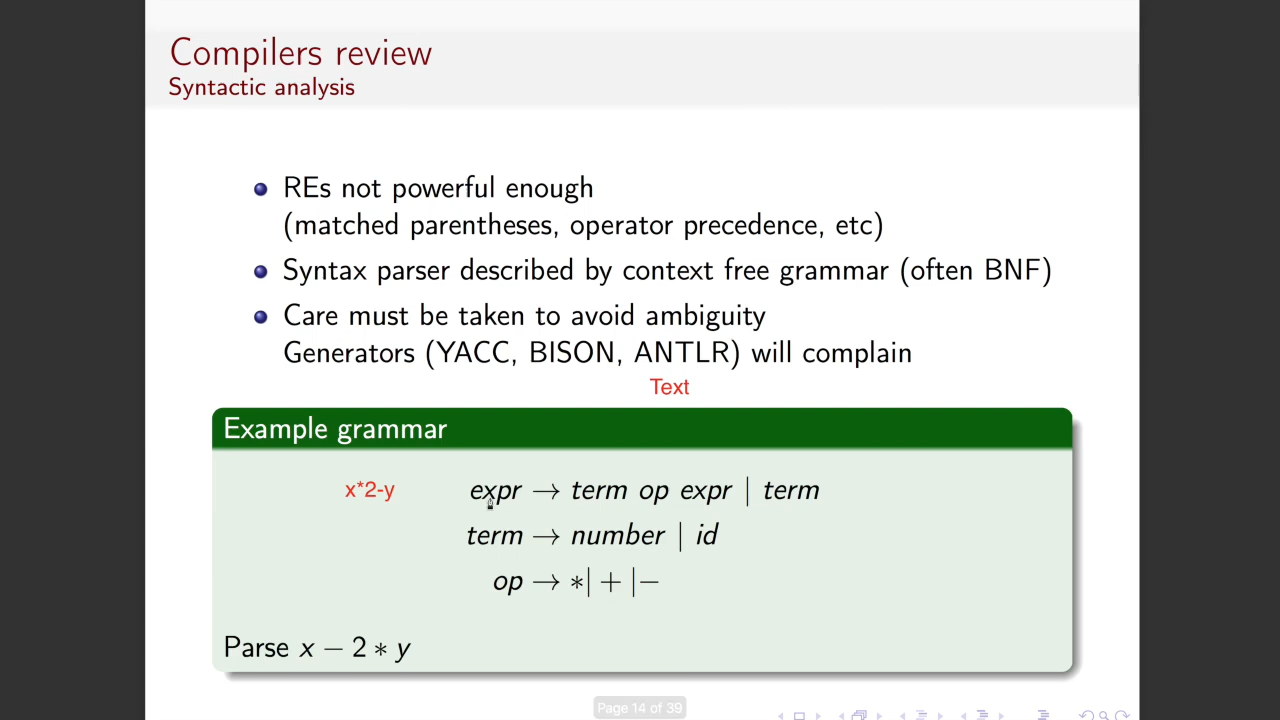 Compilers review
Syntactic analysis
REs not powerful enough
(matched parentheses, operator precedence, etc)
Syntax parser described by context free grammar (often BNF)
Care must be taken to avoid ambiguity
Generators (YACC, BISON, ANTLR) will complain
Text
Example grammar
x*2-y
expr → term op expr | term
term → number | id
op → ∗| + |−
Parse x − 2 ∗ y
Page 14 of 39